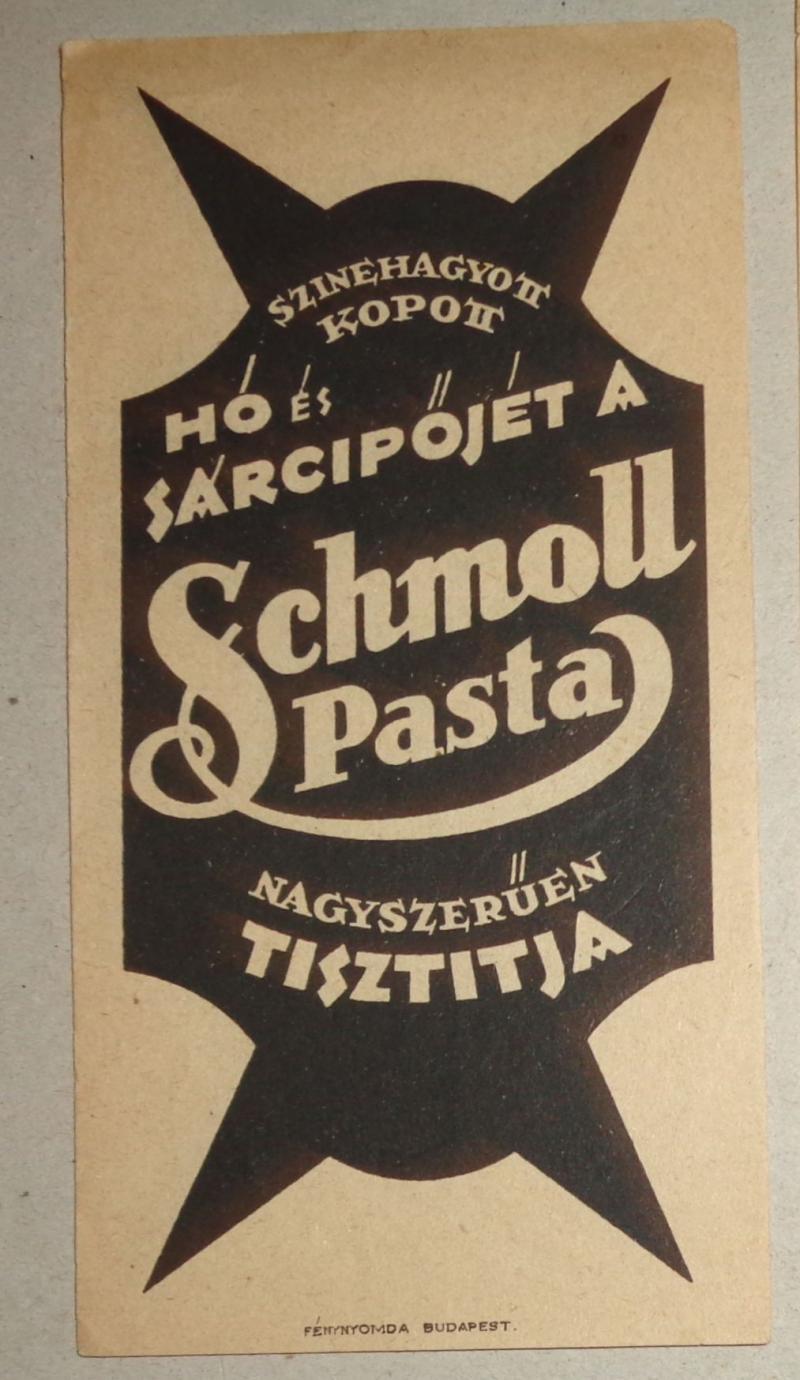 SZINEHAGYOTT
KOPOTT
HÓ ÉS
SÁRCIPŐJÉT A
Schmoll
Pasta
NAGYSZERŰEN
TISZTITJA
FÉNYNYOMDA BUDAPEST.